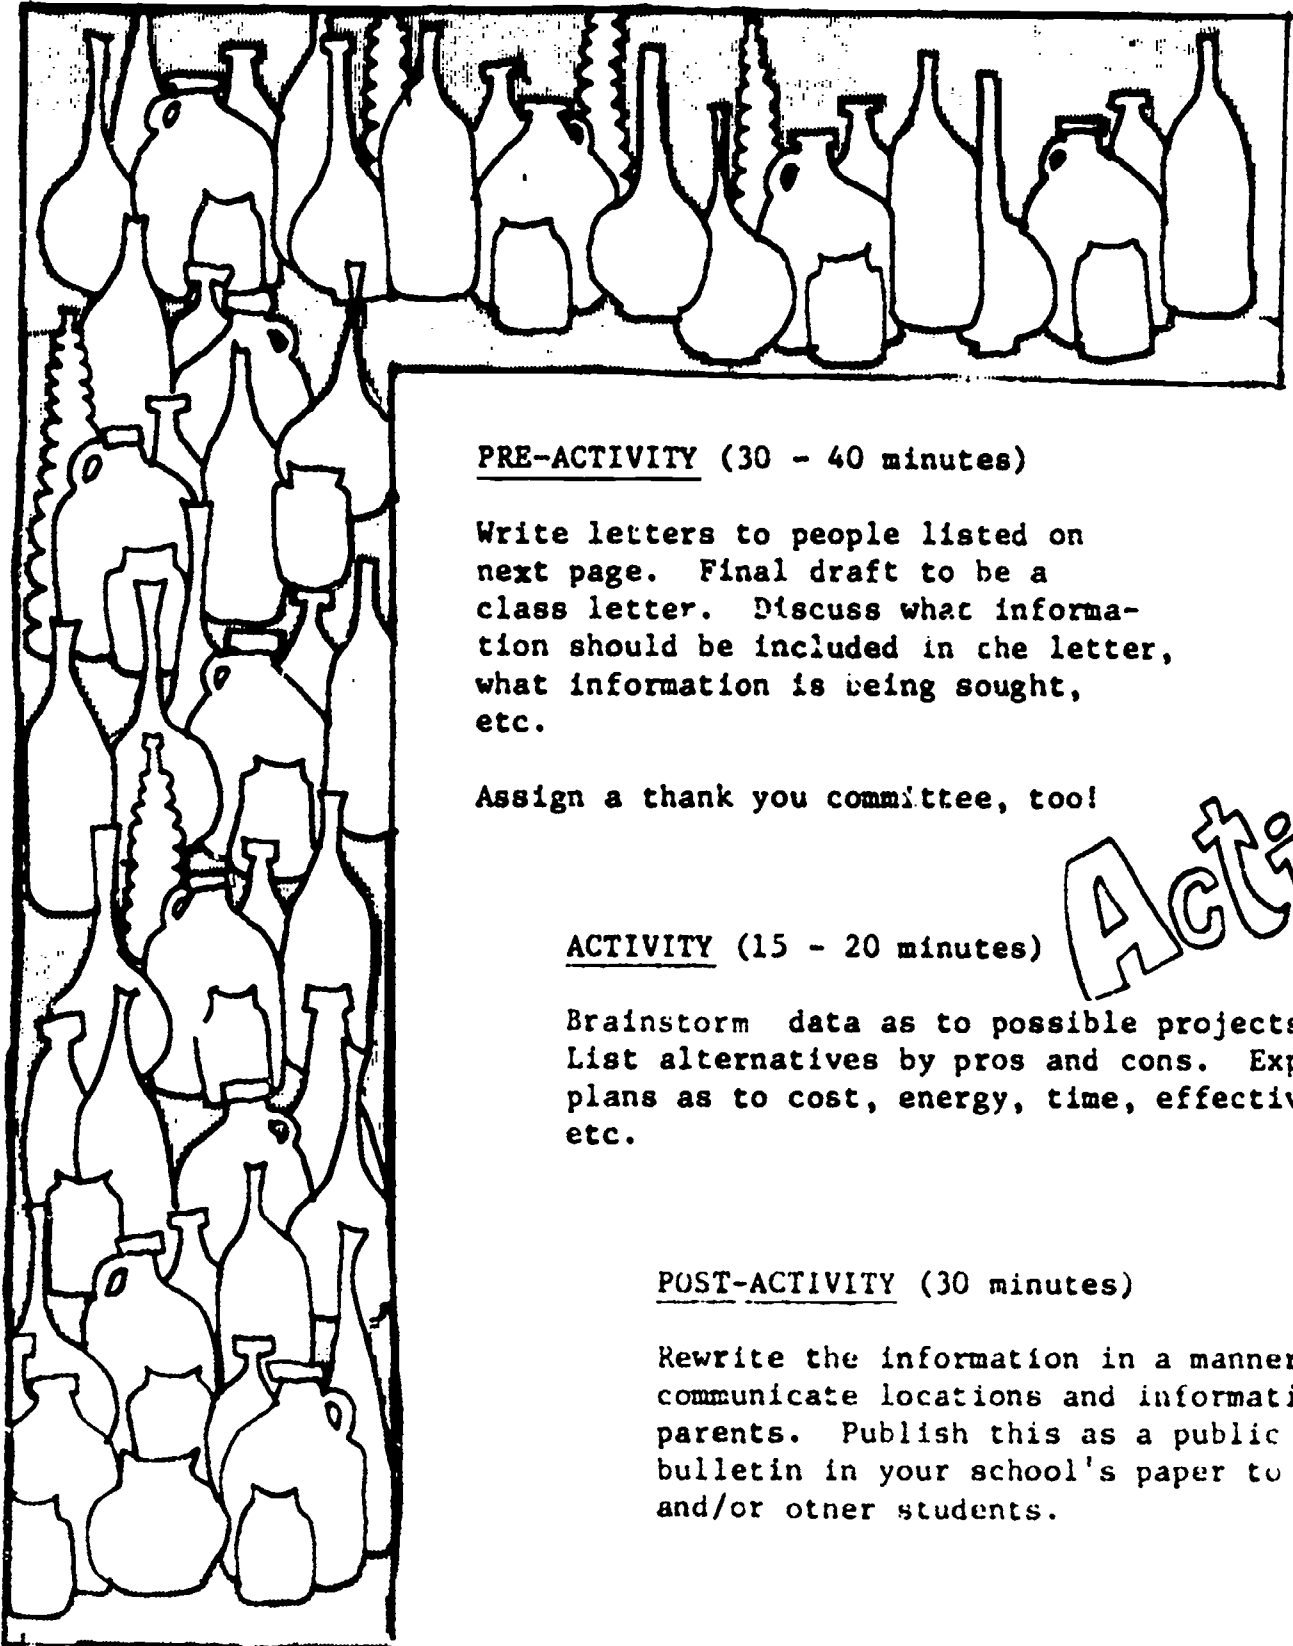 PRE-ACTIVITY (30 - 40 minutes)
Write letters to people listed on
next page. Final draft to be a
class letter. Discuss what informa-
tion should be included in the letter,
what information is being sought,
etc.
Assign a thank you committee, too!
Acti
ACTIVITY (15 - 20 minutes)
Brainstorm data as to possible projects
List alternatives by pros and cons. Exp
plans as to cost, energy, time, effectiv
etc.
POST-ACTIVITY (30 minutes)
Rewrite the information in a manner
communicate locations and informati
parents. Publish this as a public
bulletin in your school's paper to
and/or other students.